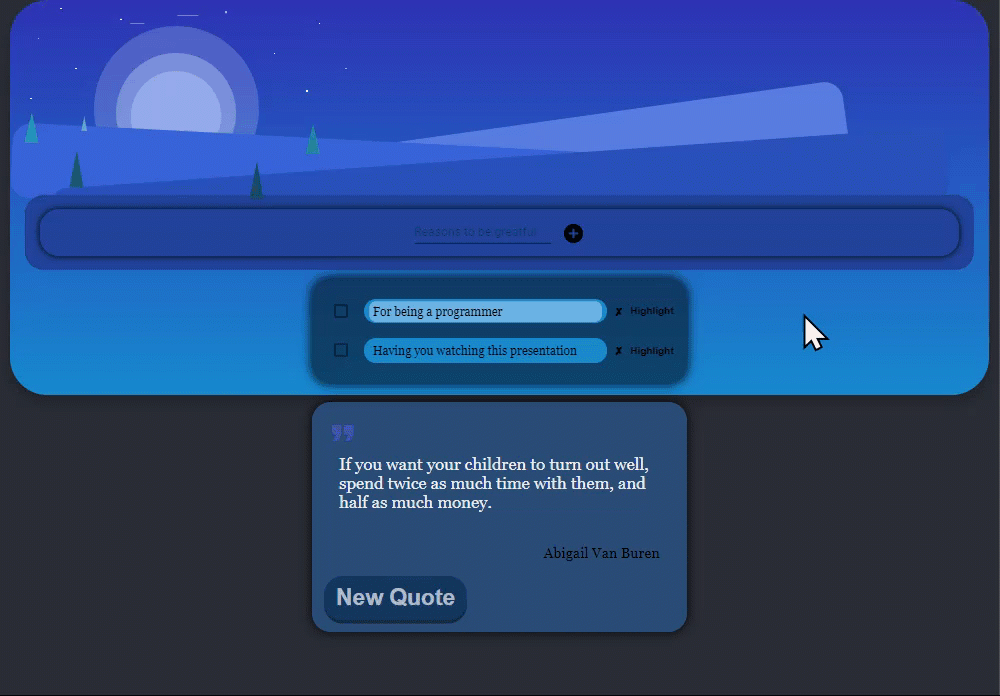 Reasons to be greatful
For being a programmer
✗ Highlight
Having you watching this presentation
✗ Highlight
If you want your children to turn out well,
spend twice as much time with them, and
half as much money.
Abigail Van Buren
New Quote